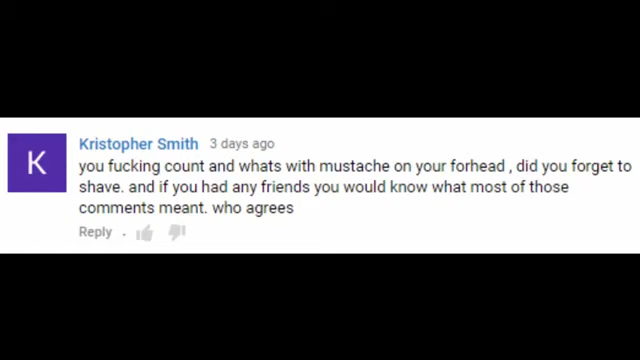 K
Kristopher Smith 3 days ago
you fucking count and whats with mustache on your forhead , did you forget to
shave. and if you had any friends you would know what most of those
comments meant. who agrees
Reply .